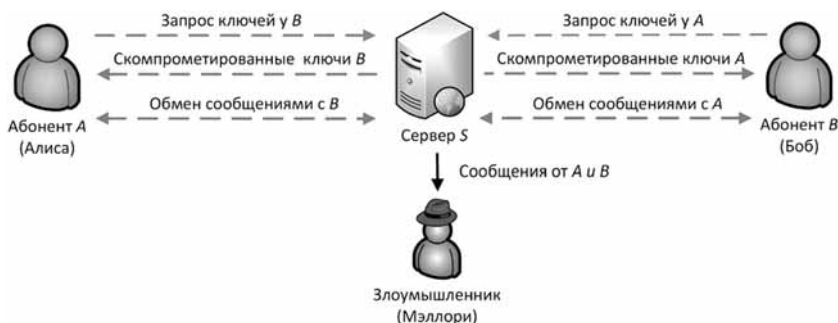 Запрос ключей у B
Запрос ключей у A
Скомпрометированные ключи B
Скомпрометированные ключи A
Обмен сообщениями с B
Обмен сообщениями с A
Абонент A
(Алиса)
Сервер S
Абонент B
(Боб)
Сообщения от A и B
Злоумышленник
(Мэллори)